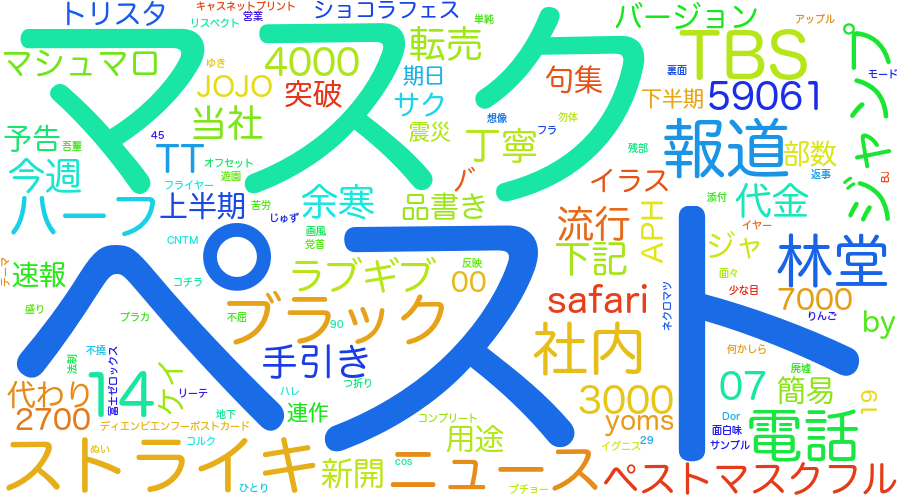 トリスタ
キャスネットプリント
営業
リスペクト
ショコラフェス
単純
バージョン
アップル
マスク
マシュマロ
ゆき
4000
転売
TBS
裏面
モード
JOJO
突破
期日
サク
句集
下半期
59061
ジャンプ
予告
吾輩
45
当社
震災
想像
フラ
勿体
丁寧
報道
残部
部数
返事
BJ
今週
TT
オフセット
遊園
フライヤー
バ
イラス
添付
代金
ハーフ
上半期
苦労
じゅず
余寒
品書き
流行
APH
イヤー
CNTM
画風
党首
ペスト
下記
ジャ
林堂
テーマ
速報
コチラ
ラブギブ
反映
00
面々
少な目
7000
りんご
盛り
プラカ
不屈
90
ブラック
safari
ネクロマツ
by
社内
何かしら
法制
不撓
富士ゼロックス
手引き
代わり
14
ケイ
リーテ
ハレ
つ折り
3000
07
簡易
19
廃墟
2700
地下
連作
コンプリート
yoms
Dor
面白味
電話
ディエンビエンフーポストカード
コルク
用途
イグニス
29
サンプル
ストライキ
ぬい
ひとり
新開
cos
ニュース
プチョー
ペストマスクフル